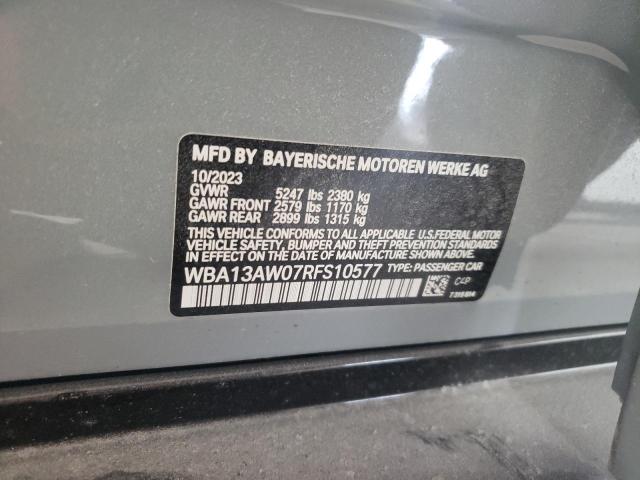 MFD BY BAYERISCHE MOTOREN WERKE AG
10/2023
GVWR 5247 lbs 2380 kg
GAWR FRONT 2579 lbs 1170 kg
GAWR REAR 2899 lbs 1315 kg
THIS VEHICLE CONFORMS TO ALL APPLICABLE U.S.FEDERAL MOTOR
VEHICLE SAFETY, BUMPER AND THEFT PREVENTION STANDARDS
IN EFFECT ON THE DATE OF MANUFACTURE SHOWN ABOVE.
WBA13AW07RFS10577 TYPE: PASSENGER CAR